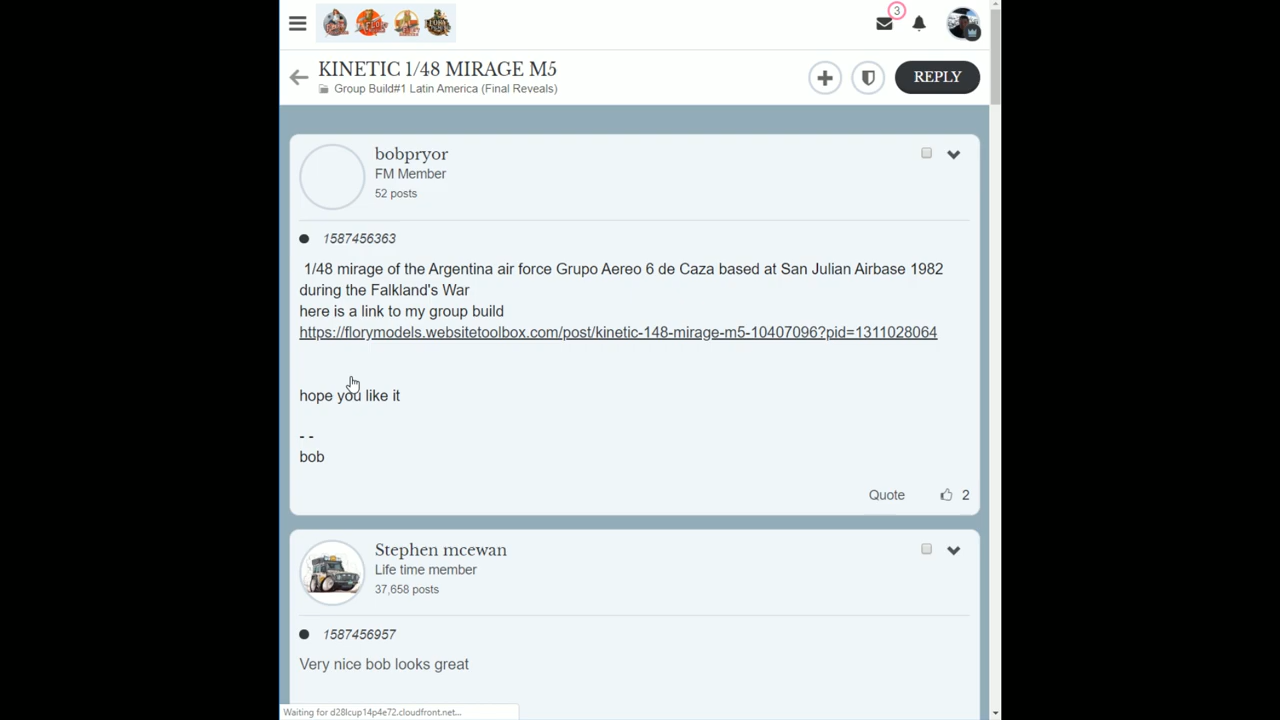 3
KINETIC 1/48 MIRAGE M5
Group Build#1 Latin America (Final Reveals)
REPLY
bobpryor
FM Member
52 posts
1587456363
1/48 mirage of the Argentina air force Grupo Aereo 6 de Caza based at San Julian Airbase 1982
during the Falkland's War
here is a link to my group build
https://florymodels.websitetoolbox.com/post/kinetic-148-mirage-m5-10407096?pid=1311028064
hope you like it
- -
bob
Quote 2
Stephen mcewan
Life time member
37,658 posts
1587456957
Very nice bob looks great
Waiting for d28lcup14p4e72.cloudfront.net...